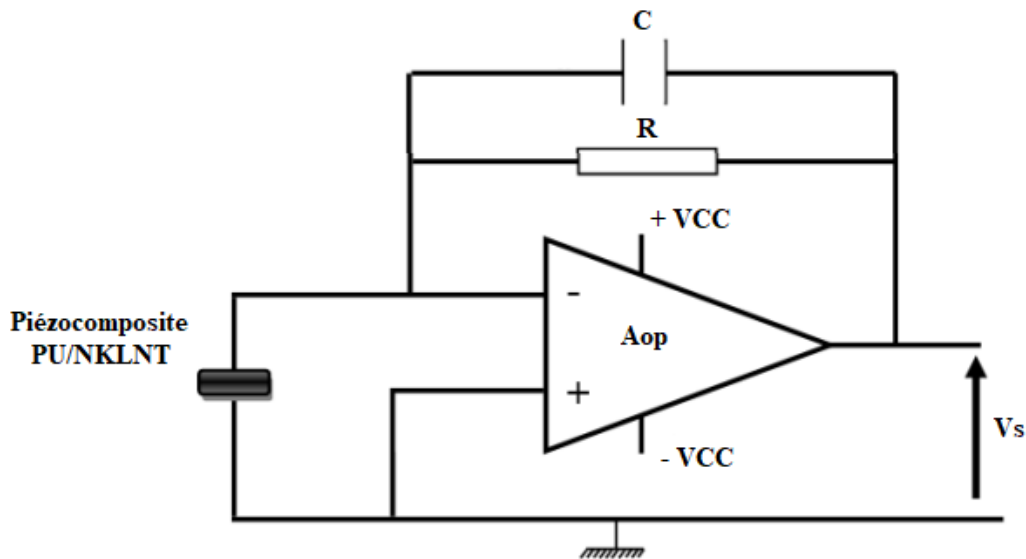 C
R
+ VCC
-
Aop
Piézocomposite
PU/NKLNT
+
- VCC
Vs